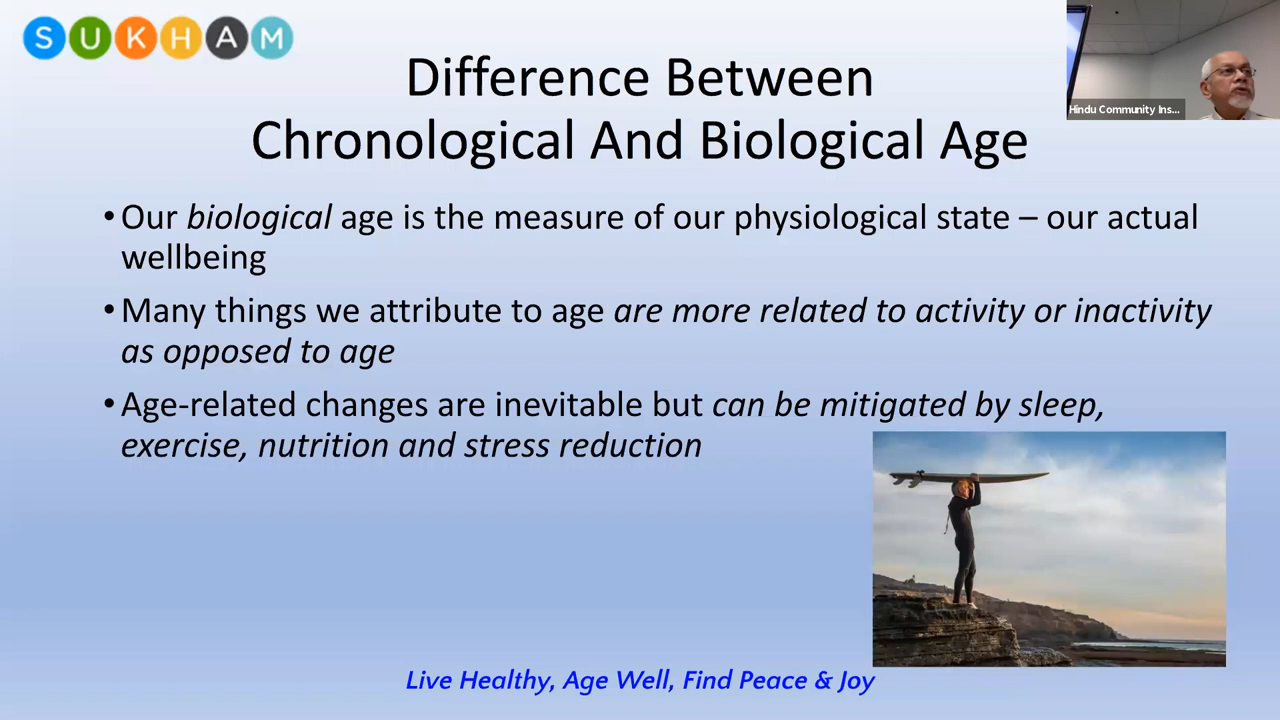 SUKHAM
Difference Between
Chronological And Biological Age
Hindu Community Ins...
•Our biological age is the measure of our physiological state – our actual
wellbeing
•Many things we attribute to age are more related to activity or inactivity
as opposed to age
•Age-related changes are inevitable but can be mitigated by sleep,
exercise, nutrition and stress reduction
Live Healthy, Age Well, Find Peace & Joy